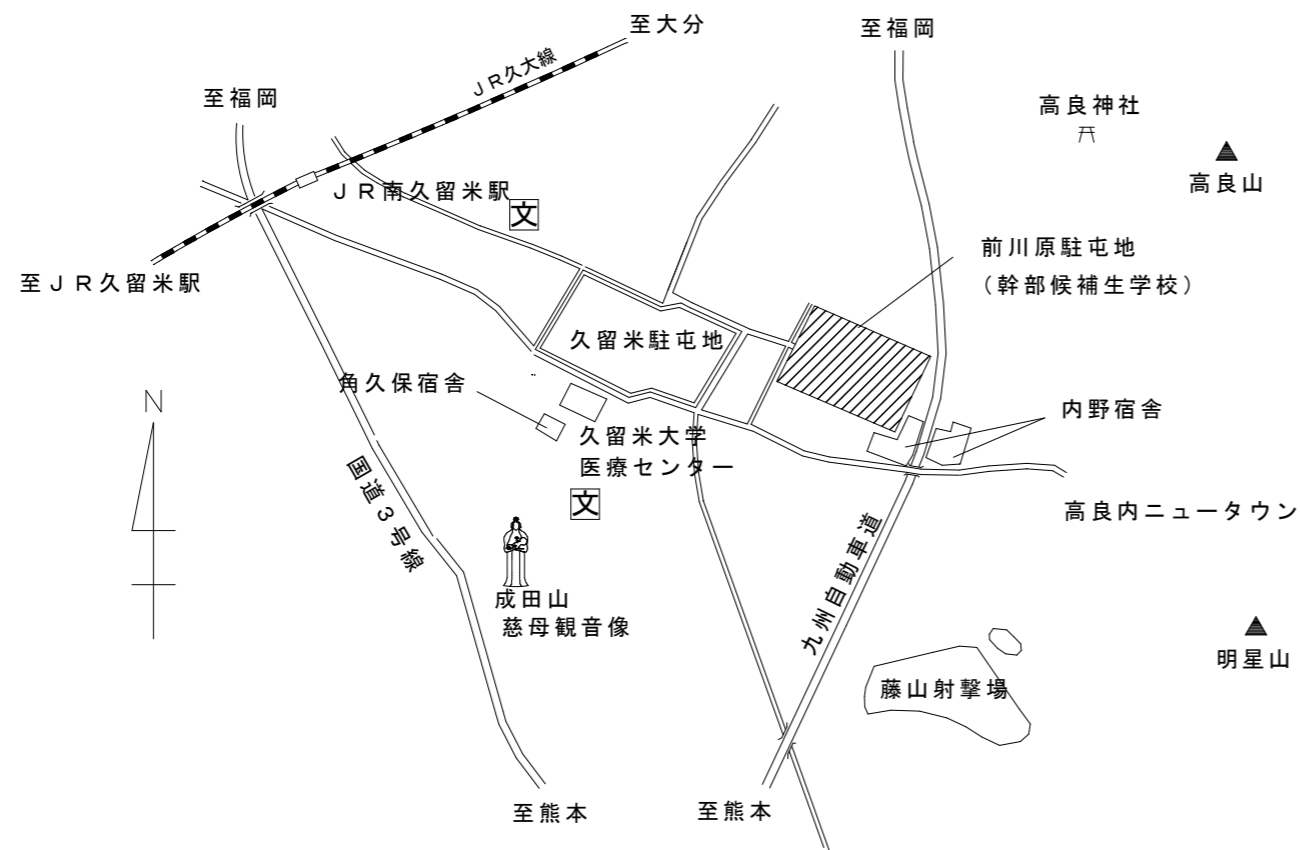 至大分
至福岡
ＪＲ久大線
至福岡
高良神社
高良山
ＪＲ南久留米駅
文
前川原駐屯地
（幹部候補生学校）
至ＪＲ久留米駅
久留米駐屯地
角久保宿舎
N
内野宿舎
久留米大学
医療センター
国道３号線
文
高良内ニュータウン
九州自動車道
成田山
慈母観音像
明星山
藤山射撃場
至熊本
至熊本